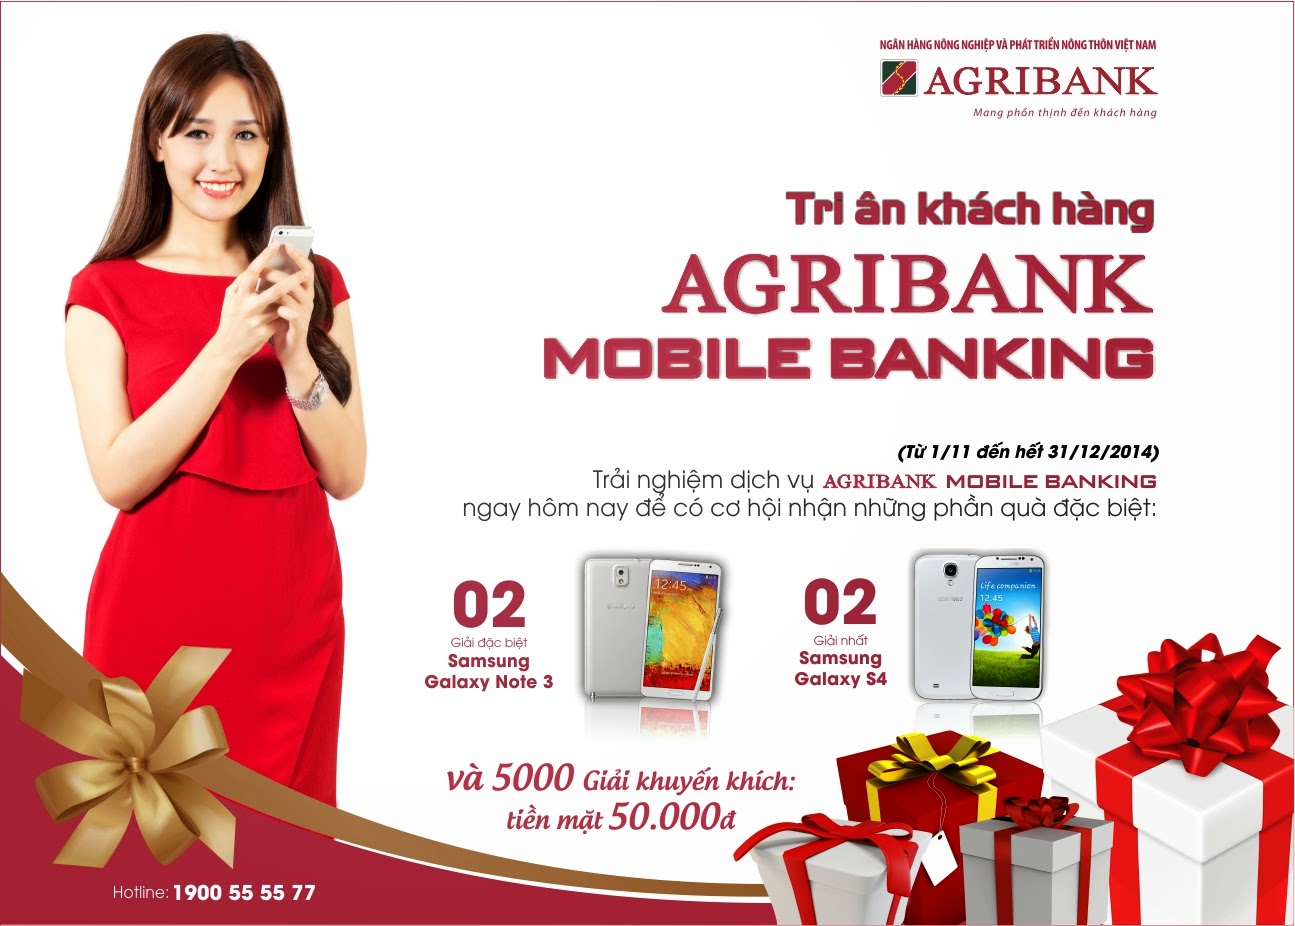 NGÂN HÀNG NÔNG NGHIỆP VÀ PHÁT TRIỂN NÔNG THÔN VIỆT NAM
AGRIBANK
Mang phồn thịnh đến khách hàng
Tri ân khách hàng
AGRIBANK
MOBILE BANKING
(Từ 1/11 đến hết 31/12/2014)
Trải nghiệm dịch vụ AGRIBANK MOBILE BANKING
ngay hôm nay để có cơ hội nhận những phần quà đặc biệt:
02
Giải đặc biệt
Samsung
Galaxy Note 3
SAMSUNG
12:45
02
Giải nhất
Samsung
Galaxy S4
SAMSUNG
Life companion
12:45
và 5000 Giải khuyến khích:
tiền mặt 50.000đ
Hotline: 1900 55 55 77